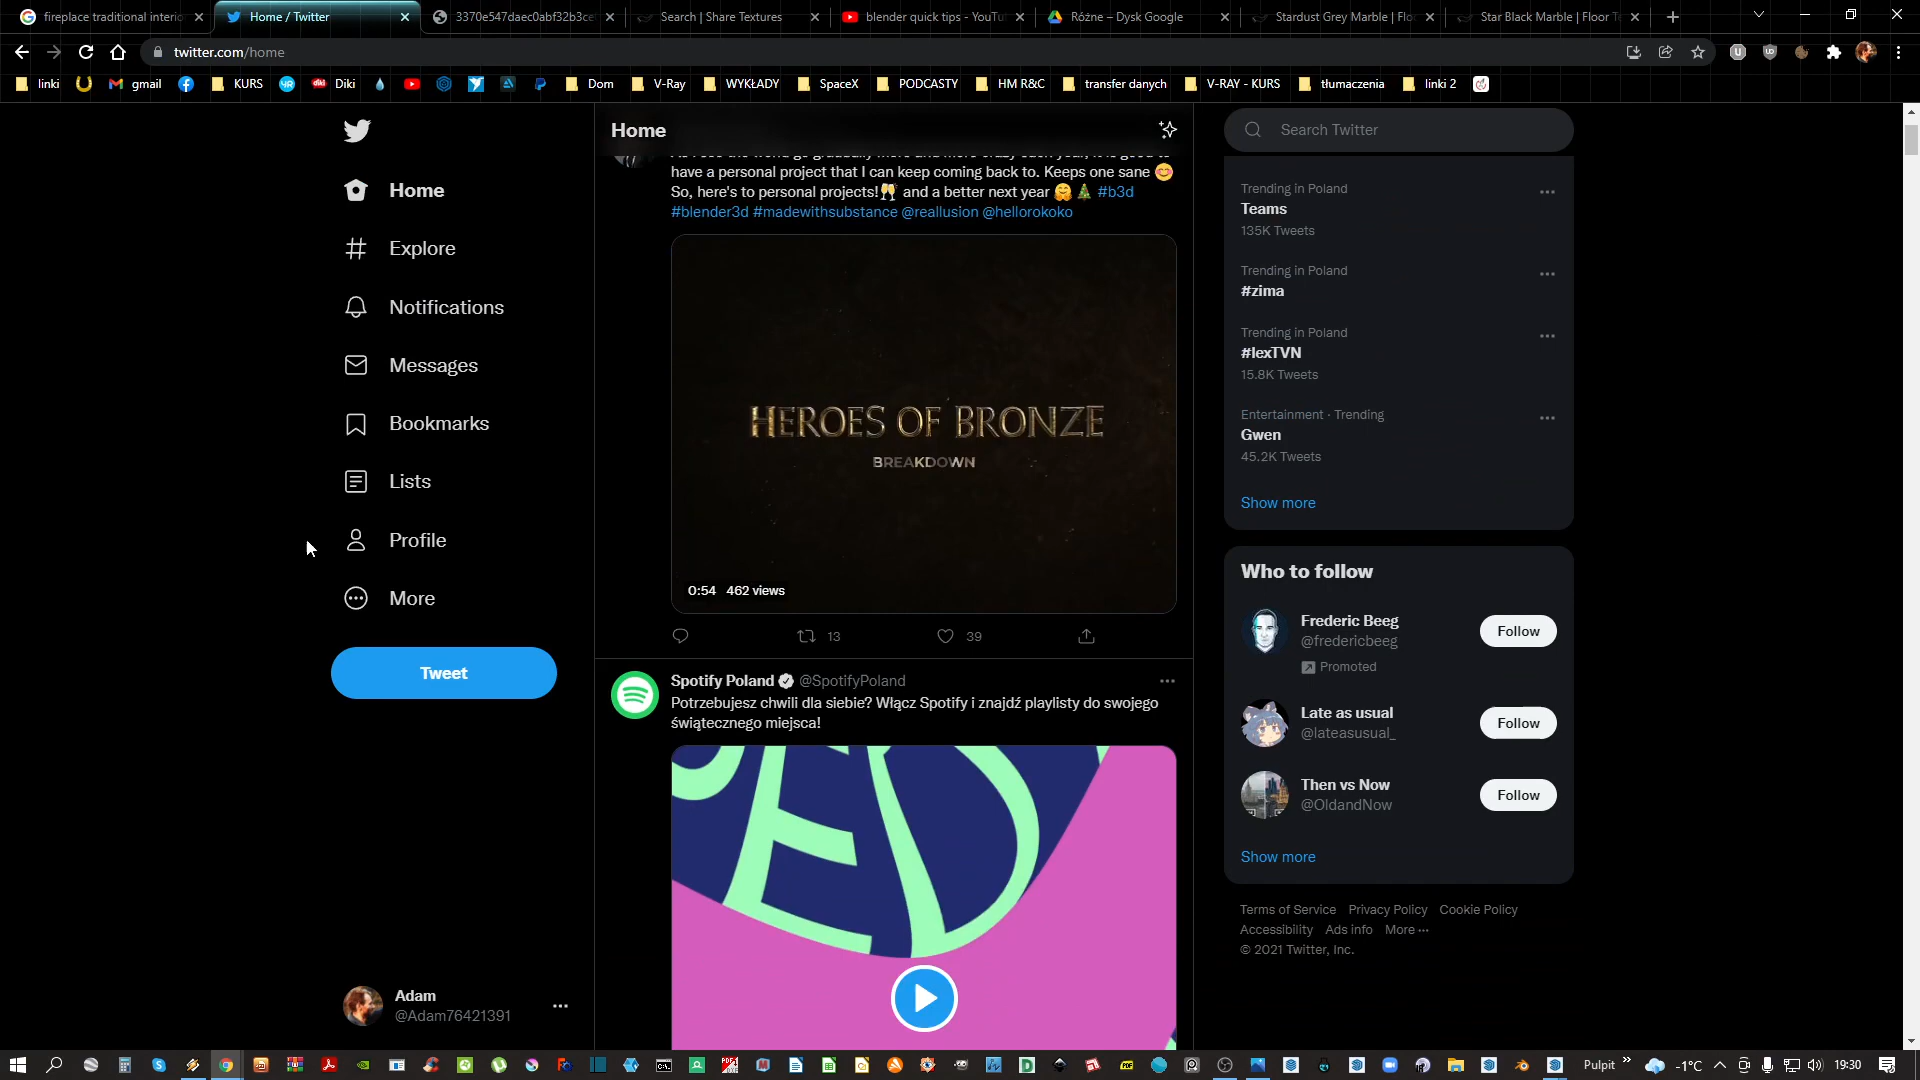 fireplace traditional interio
Home / Twitter
3370e547daec0abf32b3ce
Search | Share Textures
blender quick tips - YouTu
Różne – Dysk Google
Stardust Grey Marble | Flo
Star Black Marble | Floor T
twitter.com/home
linki
gmail
KURS
Diki
Dom
V-Ray
WYKŁADY
SpaceX
PODCASTY
HM R&C
transfer danych
V-RAY - KURS
tłumaczenia
linki 2
Home
Explore
Notifications
Messages
Bookmarks
Lists
Profile
More
Tweet
Adam
@Adam76421391
Home
have a personal project that I can keep coming back to. Keeps one sane 😊
So, here's to personal projects!🥂 and a better next year 🤗 🎄 #b3d
#blender3d #madewithsubstance @reallusion @hellorokoko
HEROES OF BRONZE
BREAKDOWN
0:54 462 views
13
39
Spotify Poland @SpotifyPoland
Potrzebujesz chwili dla siebie? Włącz Spotify i znajdź playlisty do swojego
świątecznego miejsca!
Search Twitter
Trending in Poland
Teams
135K Tweets
Trending in Poland
#zima
Trending in Poland
#lexTVN
15.8K Tweets
Entertainment · Trending
Gwen
45.2K Tweets
Show more
Who to follow
Frederic Beeg
@fredericbeeg
Promoted
Follow
Late as usual
@lateasusual_
Follow
Then vs Now
@OldandNow
Follow
Show more
Terms of Service Privacy Policy Cookie Policy
Accessibility Ads info More ···
© 2021 Twitter, Inc.
Pulpit
-1°C
19:30